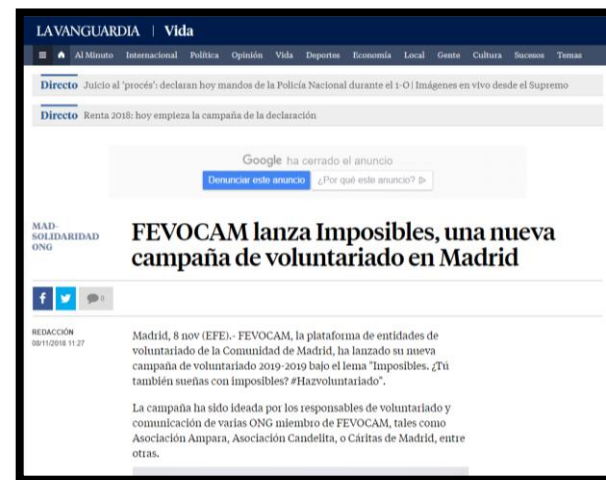 LAVANGUARDIA | Vida
Al Minuto Internacional Política Opinión Vida Deportes Economía Local Gente Cultura Sucesos Temas
Directo Juicio al 'procés': declaran hoy mandos de la Policía Nacional durante el 1-O | Imágenes en vivo desde el Supremo
Directo Renta 2018: hoy empieza la campaña de la declaración
Google ha cerrado el anuncio
Denunciar este anuncio ¿Por qué este anuncio?
MAD-
SOLIDARIDAD
ONG
FEVOCAM lanza Imposibles, una nueva
campaña de voluntariado en Madrid
0
REDACCIÓN
08/11/2018 11:27
Madrid, 8 nov (EFE).- FEVOCAM, la plataforma de entidades de
voluntariado de la Comunidad de Madrid, ha lanzado su nueva
campaña de voluntariado 2019-2019 bajo el lema "Imposibles. ¿Tú
también sueñas con imposibles? #Hazvoluntariado".
La campaña ha sido ideada por los responsables de voluntariado y
comunicación de varias ONG miembro de FEVOCAM, tales como
Asociación Ampara, Asociación Candelita, o Cáritas de Madrid, entre
otras.